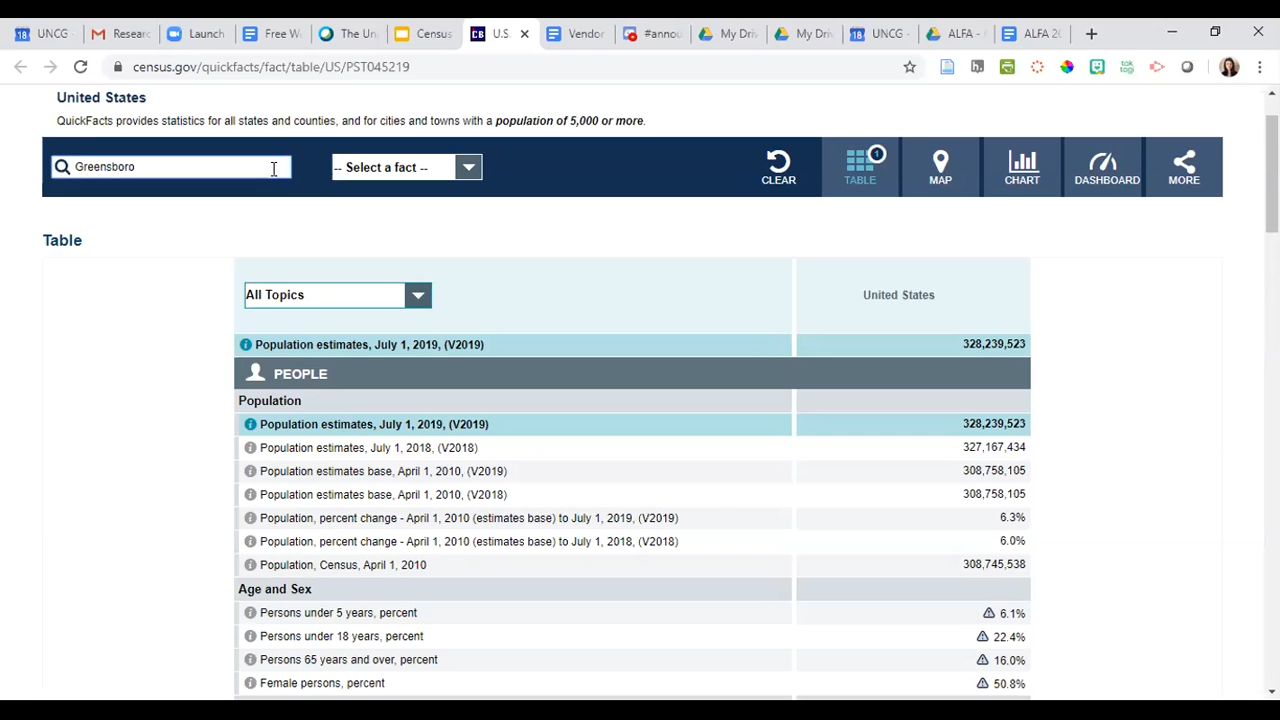 UNCG
Researc
Launch
Free W
The Un
Census
CB U.S.
Vendor
#annou
My Driv
My Driv
UNCG -
ALFA -
ALFA 20
census.gov/quickfacts/fact/table/US/PST045219
United States
QuickFacts provides statistics for all states and counties, and for cities and towns with a population of 5,000 or more.
Greensboro
-- Select a fact --
CLEAR
1
TABLE
MAP
CHART
DASHBOARD
MORE
Table
All Topics
United States
Population estimates, July 1, 2019, (V2019) 328,239,523
PEOPLE
Population
Population estimates, July 1, 2019, (V2019) 328,239,523
Population estimates, July 1, 2018, (V2018) 327,167,434
Population estimates base, April 1, 2010, (V2019) 308,758,105
Population estimates base, April 1, 2010, (V2018) 308,758,105
Population, percent change - April 1, 2010 (estimates base) to July 1, 2019, (V2019) 6.3%
Population, percent change - April 1, 2010 (estimates base) to July 1, 2018, (V2018) 6.0%
Population, Census, April 1, 2010 308,745,538
Age and Sex
Persons under 5 years, percent 6.1%
Persons under 18 years, percent 22.4%
Persons 65 years and over, percent 16.0%
Female persons, percent 50.8%